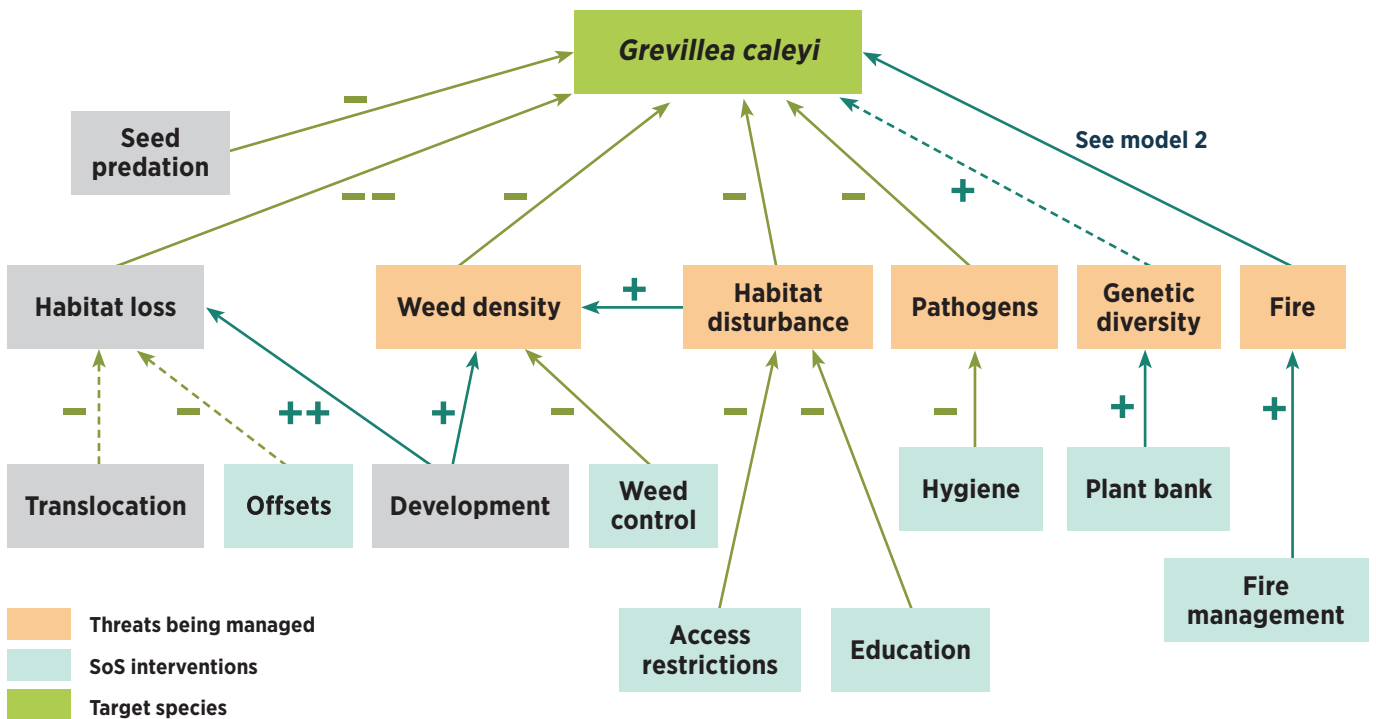 Grevillea caleyi
Seed
predation
–
See model 2
– –
–
–
–
+
Habitat loss
Weed density
+
Habitat
disturbance
Pathogens
Genetic
diversity
Fire
–
–
++
+
–
–
–
–
+
+
Translocation
Offsets
Development
Weed
control
Hygiene
Plant bank
Fire
management
Access
restrictions
Education
Threats being managed
SoS interventions
Target species